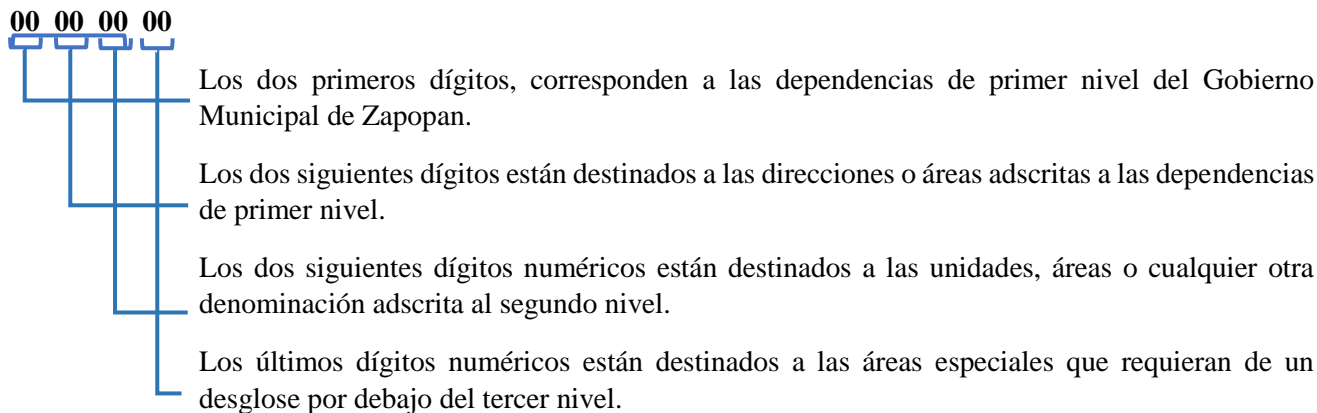 00 00 00 00
Los dos primeros dígitos, corresponden a las dependencias de primer nivel del Gobierno
Municipal de Zapopan.
Los dos siguientes dígitos están destinados a las direcciones o áreas adscritas a las dependencias
de primer nivel.
Los dos siguientes dígitos numéricos están destinados a las unidades, áreas o cualquier otra
denominación adscrita al segundo nivel.
Los últimos dígitos numéricos están destinados a las áreas especiales que requieran de un
desglose por debajo del tercer nivel.